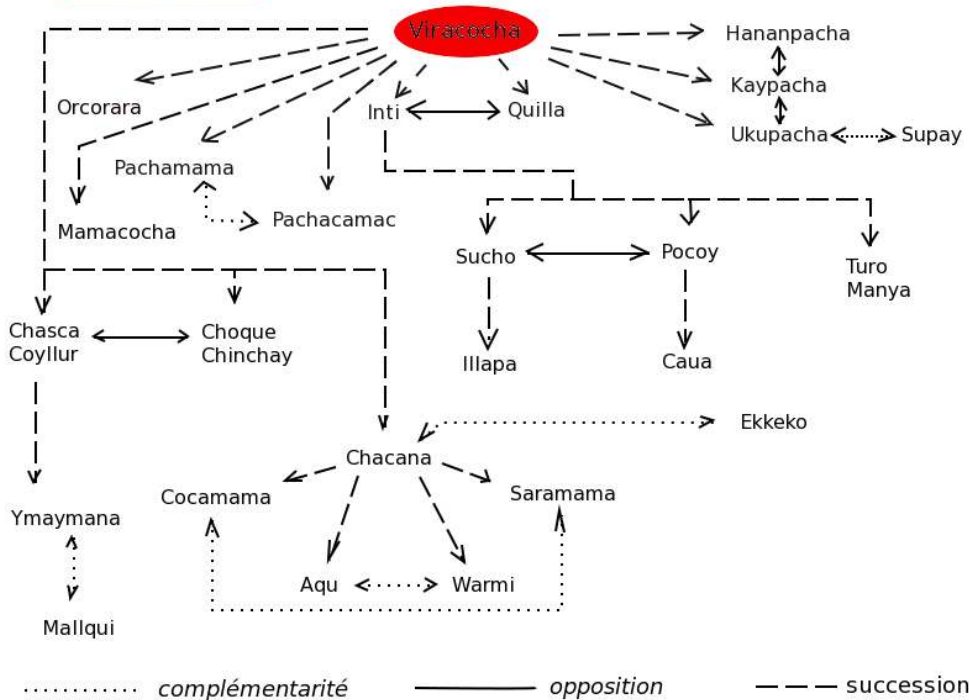 Viracocha
Hananpacha
Orcorara
Inti
Quilla
Kaypacha
Ukupacha
Supay
Pachamama
Mamacocha
Pachacamac
Sucho
Pocoy
Turo
Manya
Chasca
Coyllur
Choque
Chinchay
Illapa
Caua
Ekkeko
Chacana
Cocamama
Saramama
Ymaymana
Aqu
Warmi
Mallqui
complémentarité
opposition
succession